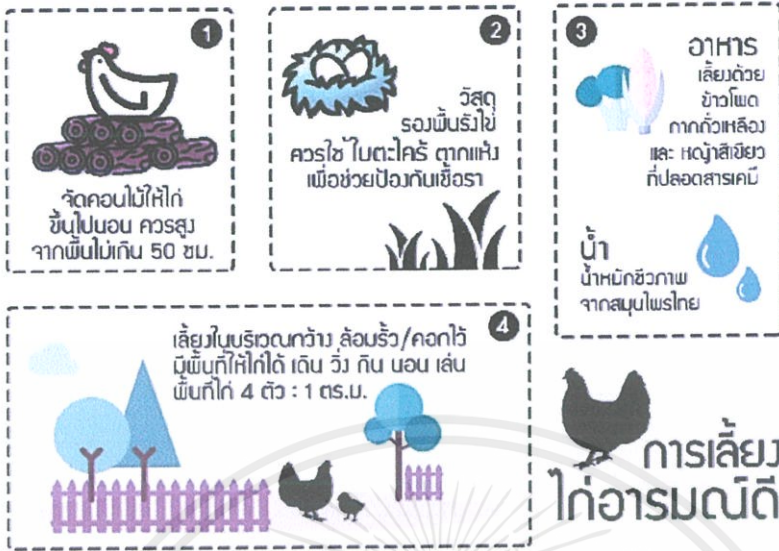 1
จัดคอนไม้ให้ไก่
ขึ้นไปนอน ควรสูง
จากพื้นไม่เกิน 50 ซม.
2
วัสดุ
รองพื้นรังไข่
ควรใช้ ใบตะไคร้ ตากแห้ง
เพื่อช่วยป้องกันเชื้อรา
3
อาหาร
เลี้ยงด้วย
ข้าวโพด
กากถั่วเหลือง
และ หญ้าสีเขียว
ที่ปลอดสารเคมี
น้ำ
น้ำหมักชีวภาพ
จากสมุนไพรไทย
4
เลี้ยงในบริเวณกว้าง ล้อมรั้ว/คอกไว้
มีพื้นที่ให้ไก่ได้ เดิน วิ่ง กิน นอน เล่น
พื้นที่ไก่ 4 ตัว : 1 ตร.ม.
การเลี้ยง
ไก่อารมณ์ดี